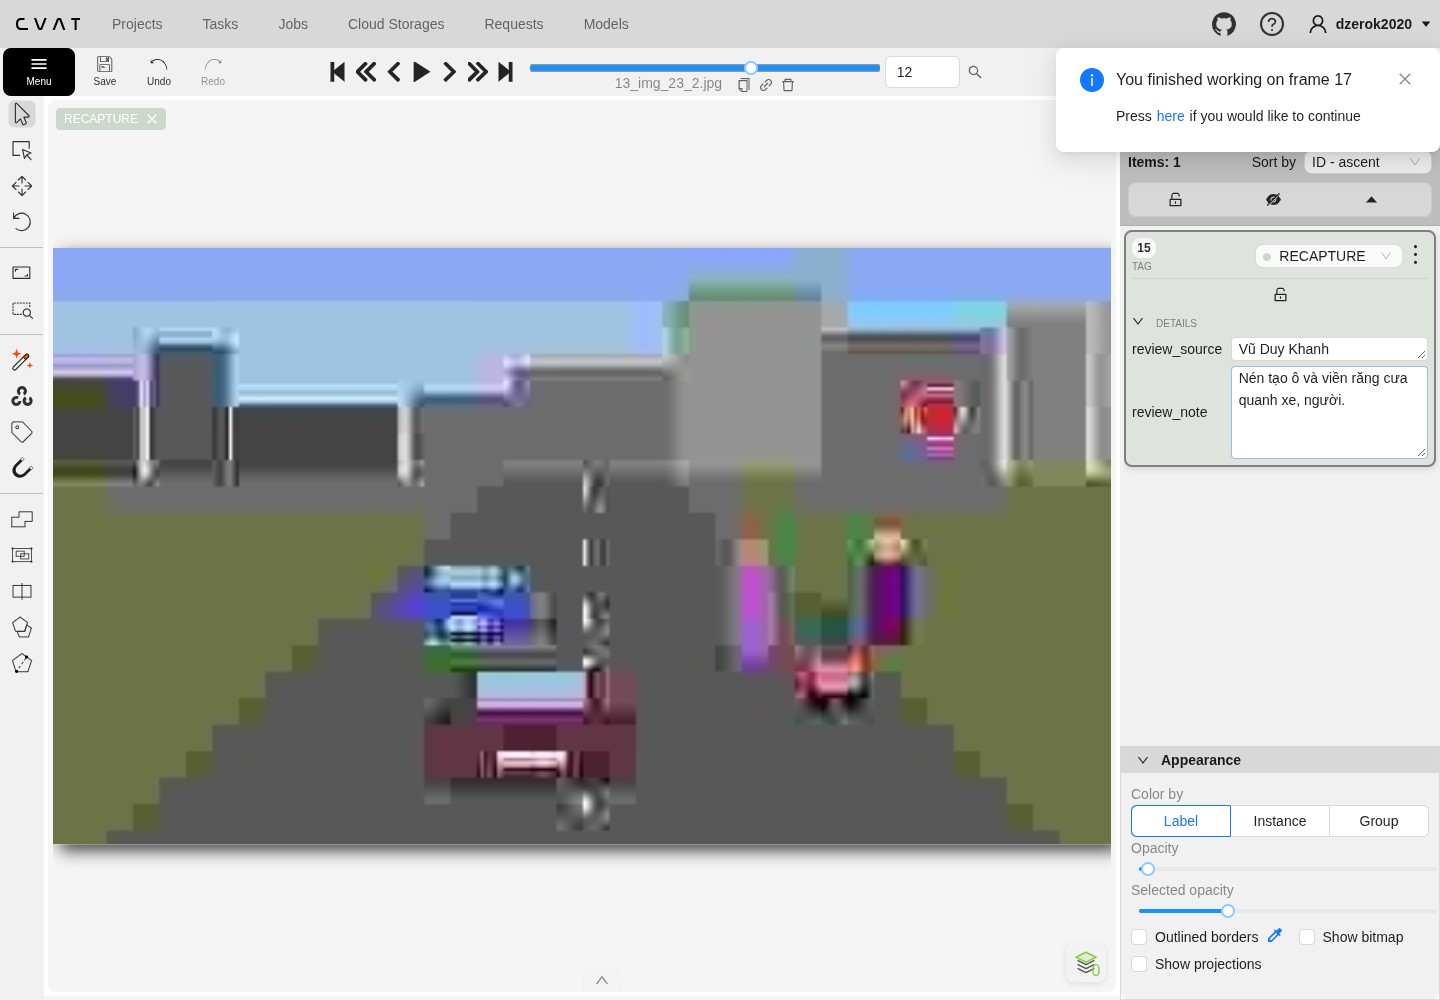 CVAT
Projects
Tasks
Jobs
Cloud Storages
Requests
Models
dzerok2020
Menu
Save
Undo
Redo
13_img_23_2.jpg
12
You finished working on frame 17
Press here if you would like to continue
RECAPTURE
Items: 1
Sort by
ID - ascent
15
TAG
RECAPTURE
DETAILS
review_source
Vũ Duy Khanh
review_note
Nén tạo ô và viền răng cưa
quanh xe, người.
Appearance
Color by
Label
Instance
Group
Opacity
Selected opacity
Outlined borders
Show bitmap
Show projections
0